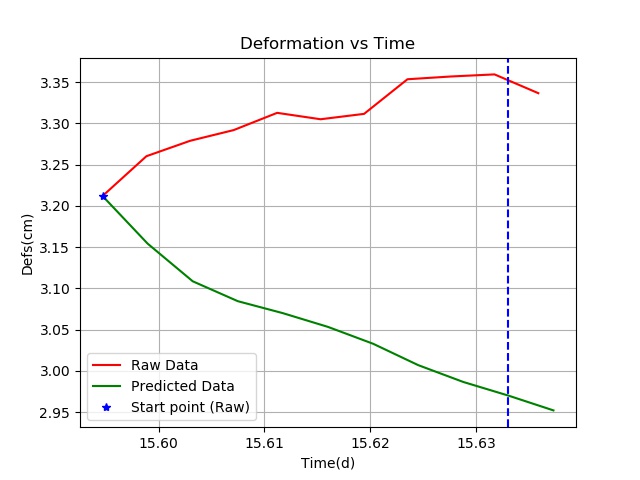 Deformation vs Time
Defs(cm)
3.35
3.30
3.25
3.20
3.15
3.10
3.05
3.00
2.95
Raw Data
Predicted Data
Start point (Raw)
15.60 15.61 15.62 15.63
Time(d)